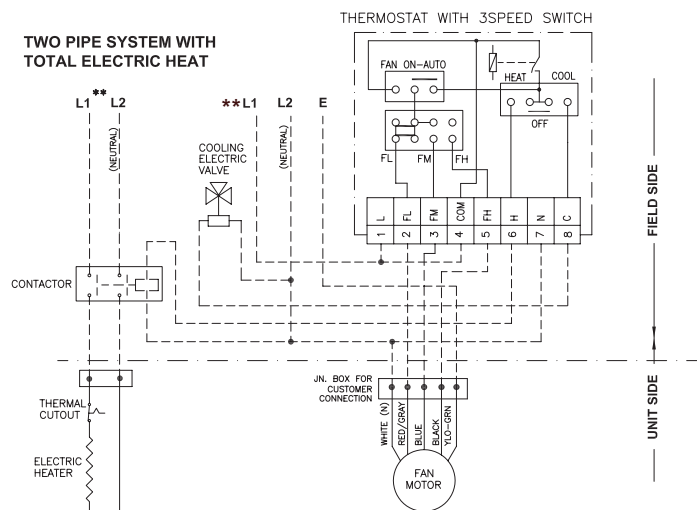 THERMOSTAT WITH 3SPEED SWITCH
TWO PIPE SYSTEM WITH
TOTAL ELECTRIC HEAT
FAN ON-AUTO
HEAT
COOL
OFF
**
L1
L2
**L1
L2
E
(NEUTRAL)
(NEUTRAL)
COOLING
ELECTRIC
VALVE
FL
FM
FH
L
FL
FM
COM
FH
H
N
C
1
2
3
4
5
6
7
8
FIELD SIDE
CONTACTOR
UNIT SIDE
JN. BOX FOR
CUSTOMER
CONNECTION
THERMAL
CUTOUT
WHITE (N)
RED/GRAY
BLUE
BLACK
YLO-GRN
ELECTRIC
HEATER
FAN
MOTOR